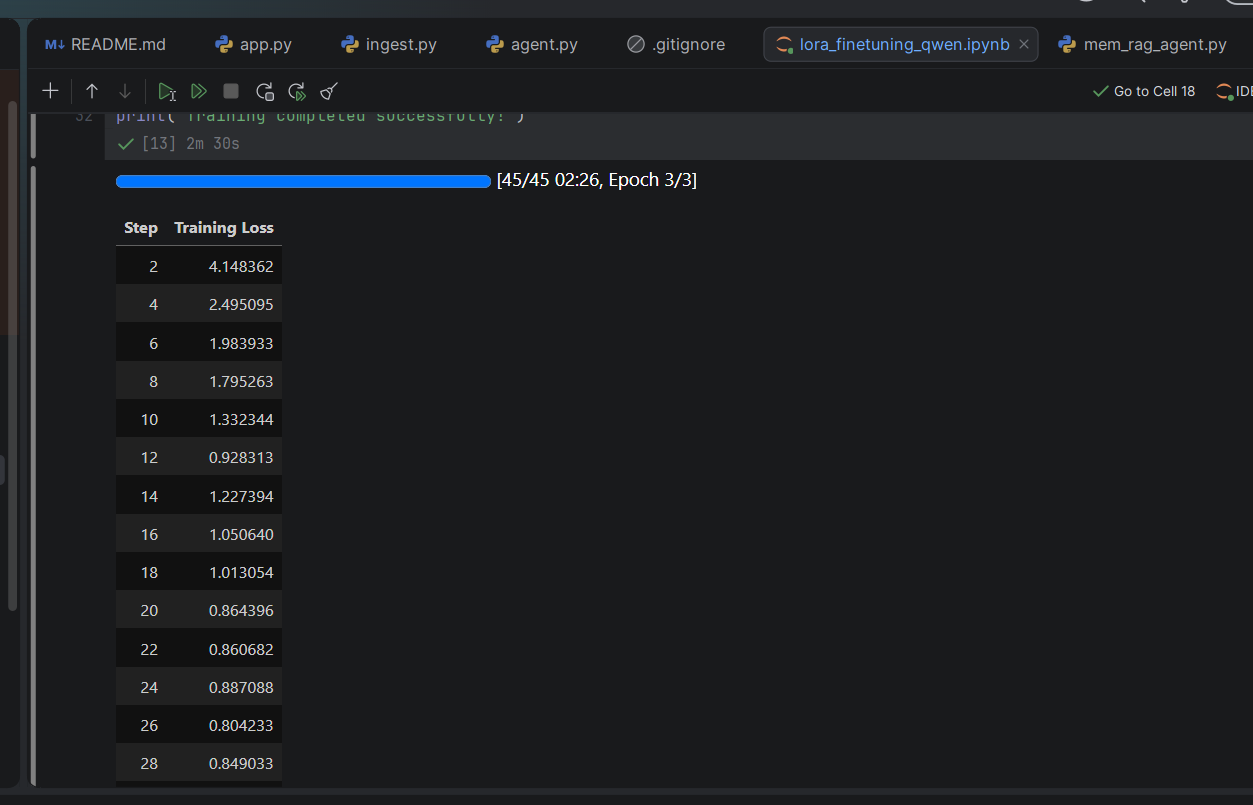 M↓ README.md app.py ingest.py agent.py .gitignore lora_finetuning_qwen.ipynb mem_rag_agent.py
Go to Cell 18
32 print("Training completed successfully!")
[13] 2m 30s
[45/45 02:26, Epoch 3/3]
Step Training Loss
2 4.148362
4 2.495095
6 1.983933
8 1.795263
10 1.332344
12 0.928313
14 1.227394
16 1.050640
18 1.013054
20 0.864396
22 0.860682
24 0.887088
26 0.804233
28 0.849033